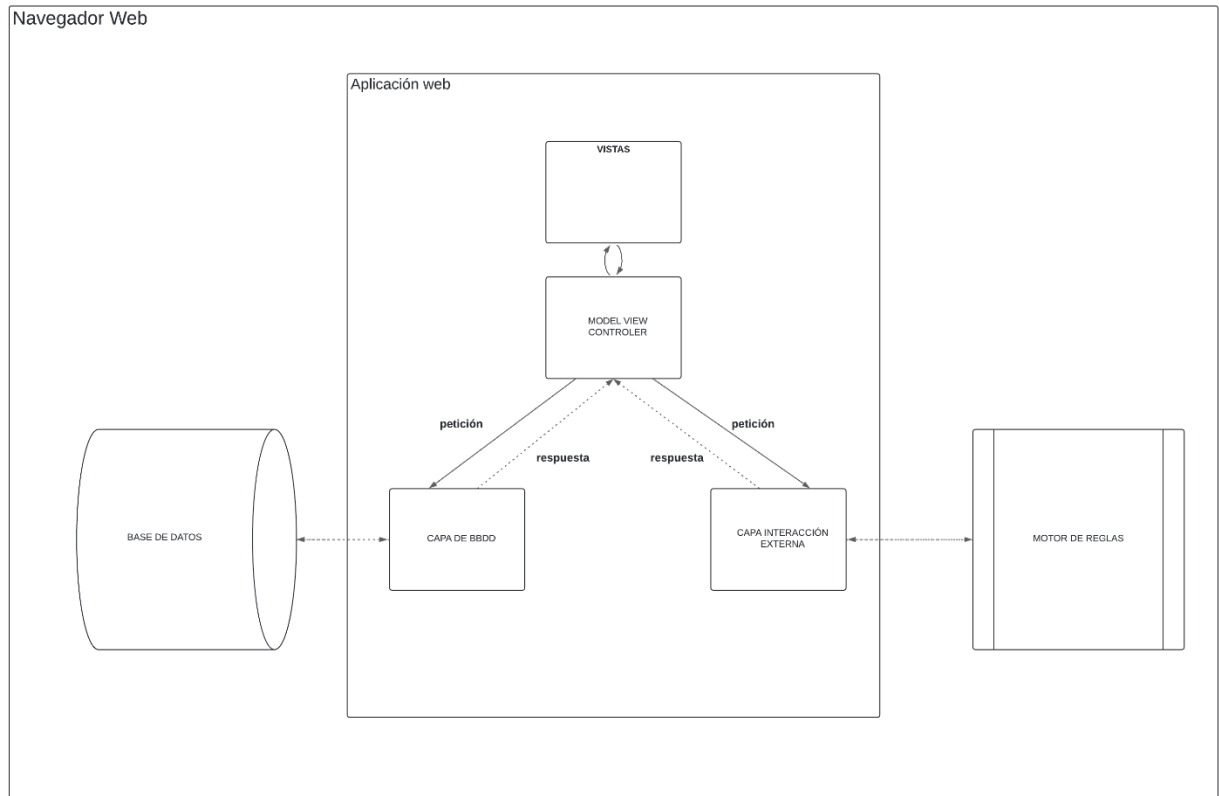 Navegador Web
Aplicación web
VISTAS
MODEL VIEW
CONTROLER
petición
petición
respuesta
respuesta
BASE DE DATOS
CAPA DE BBDD
CAPA INTERACCIÓN
EXTERNA
MOTOR DE REGLAS